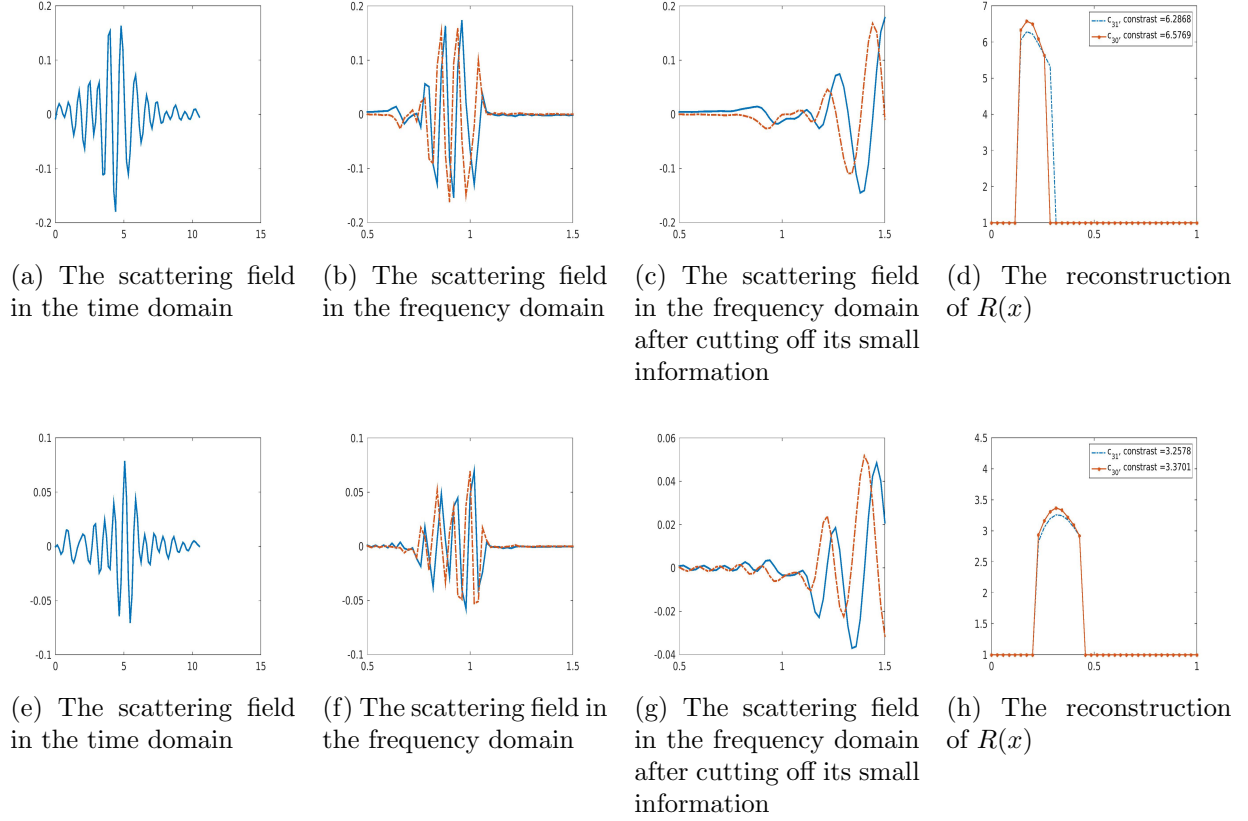 0.2
0.1
0
-0.1
-0.2
0 5 10 15
0.2
0.1
0
-0.1
-0.2
0.5 1 1.5
0.2
0.1
0
-0.1
-0.2
0.5 1 1.5
7
6
5
4
3
2
1
0 0.5 1
c31, constrast =6.2868
c30, constrast =6.5769
(a) The scattering field
in the time domain
(b) The scattering field
in the frequency domain
(c) The scattering field
in the frequency domain
after cutting off its small
information
(d) The reconstruction
of R(x)
0.1
0.05
0
-0.05
-0.1
0 5 10 15
0.1
0.05
0
-0.05
-0.1
0.5 1 1.5
0.06
0.04
0.02
0
-0.02
-0.04
0.5 1 1.5
4.5
4
3.5
3
2.5
2
1.5
1
0 0.5 1
c31, constrast =3.2578
c30, constrast =3.3701
(e) The scattering field
in the time domain
(f) The scattering field in
the frequency domain
(g) The scattering field
in the frequency domain
after cutting off its small
information
(h) The reconstruction
of R(x)